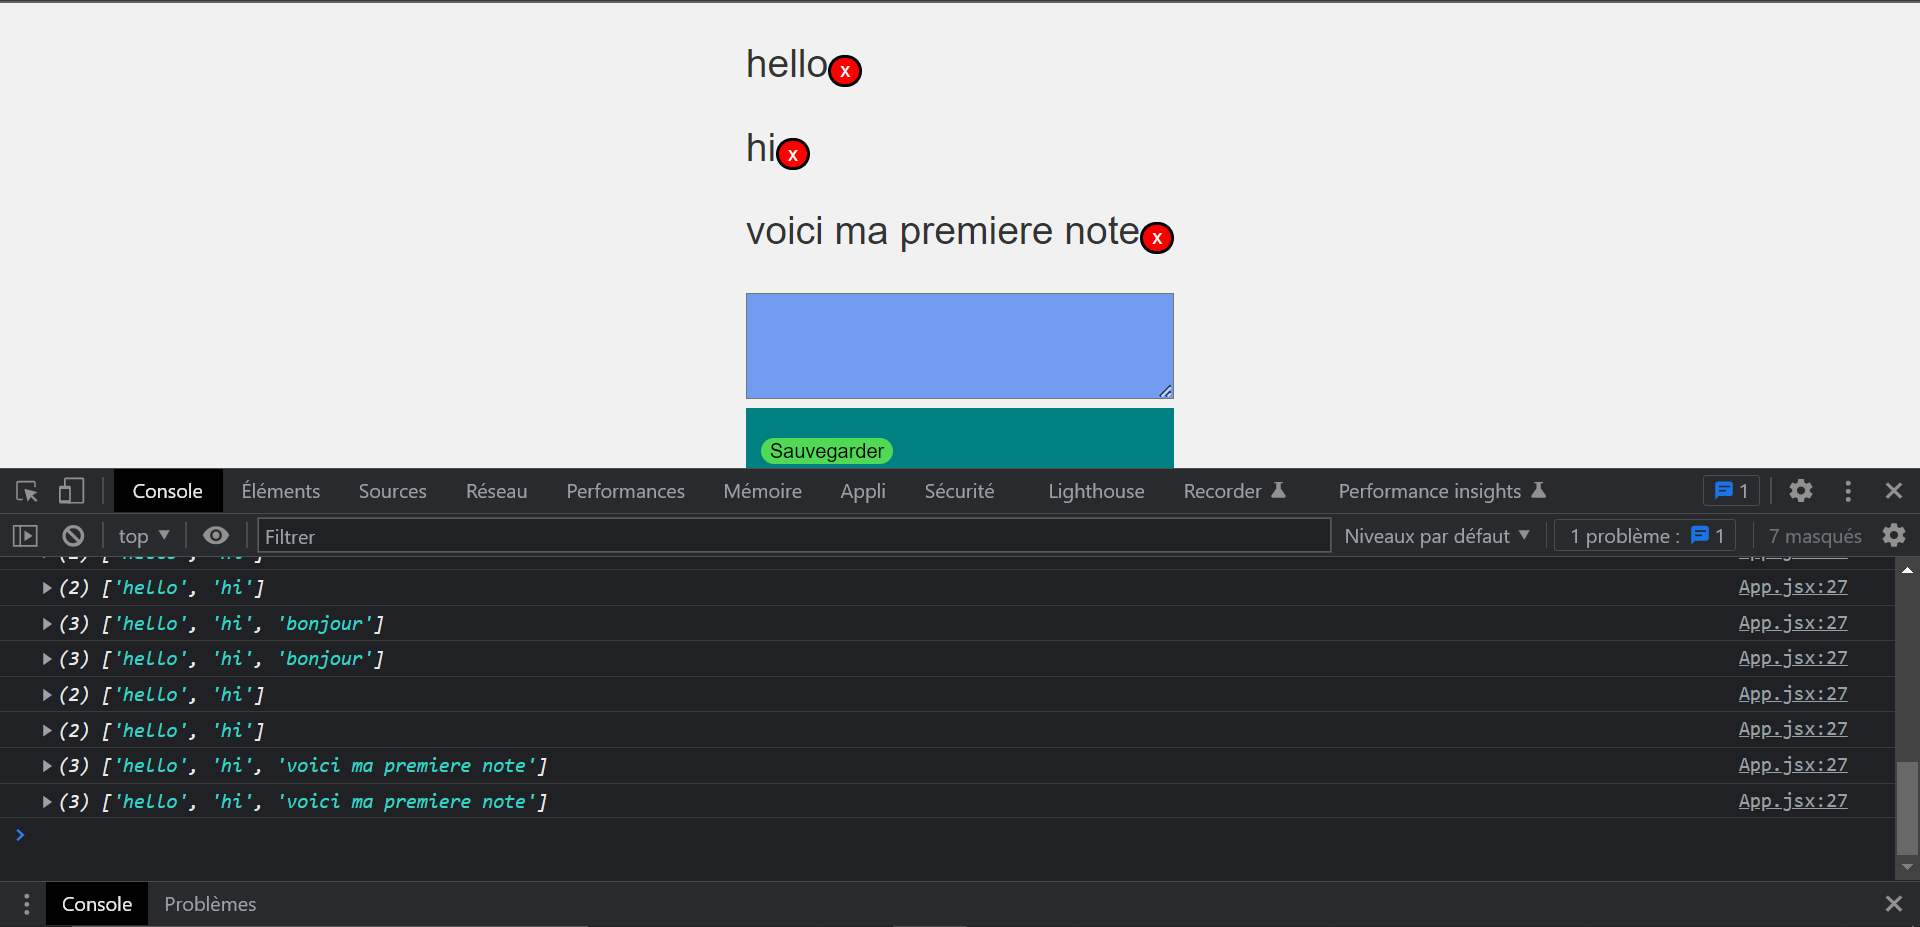 hello x
hi x
voici ma premiere note x
Sauvegarder
Console Éléments Sources Réseau Performances Mémoire Appli Sécurité Lighthouse Recorder Performance insights 1
top Filtrer Niveaux par défaut 1 problème : 1 7 masqués
(2) ['hello', 'hi'] App.jsx:27
(3) ['hello', 'hi', 'bonjour'] App.jsx:27
(3) ['hello', 'hi', 'bonjour'] App.jsx:27
(2) ['hello', 'hi'] App.jsx:27
(2) ['hello', 'hi'] App.jsx:27
(3) ['hello', 'hi', 'voici ma premiere note'] App.jsx:27
(3) ['hello', 'hi', 'voici ma premiere note'] App.jsx:27
Console Problèmes